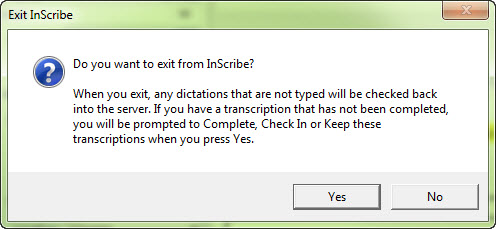 Exit InScribe
Do you want to exit from InScribe?
When you exit, any dictations that are not typed will be checked back
into the server. If you have a transcription that has not been completed,
you will be prompted to Complete, Check In or Keep these
transcriptions when you press Yes.
Yes No